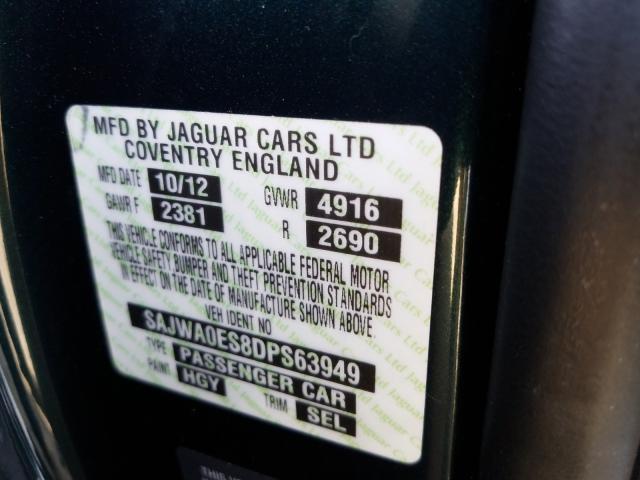 MFD BY JAGUAR CARS LTD
COVENTRY ENGLAND
MFD DATE 10/12 GVWR 4916
GAWR F 2381 R 2690
THIS VEHICLE CONFORMS TO ALL APPLICABLE FEDERAL MOTOR
VEHICLE SAFETY BUMPER AND THEFT PREVENTION STANDARDS
IN EFFECT ON THE DATE OF MANUFACTURE SHOWN ABOVE.
VEH IDENT NO
SAJWA0ES8DPS63949
TYPE PASSENGER CAR
PAINT HGY TRIM SEL
THIS